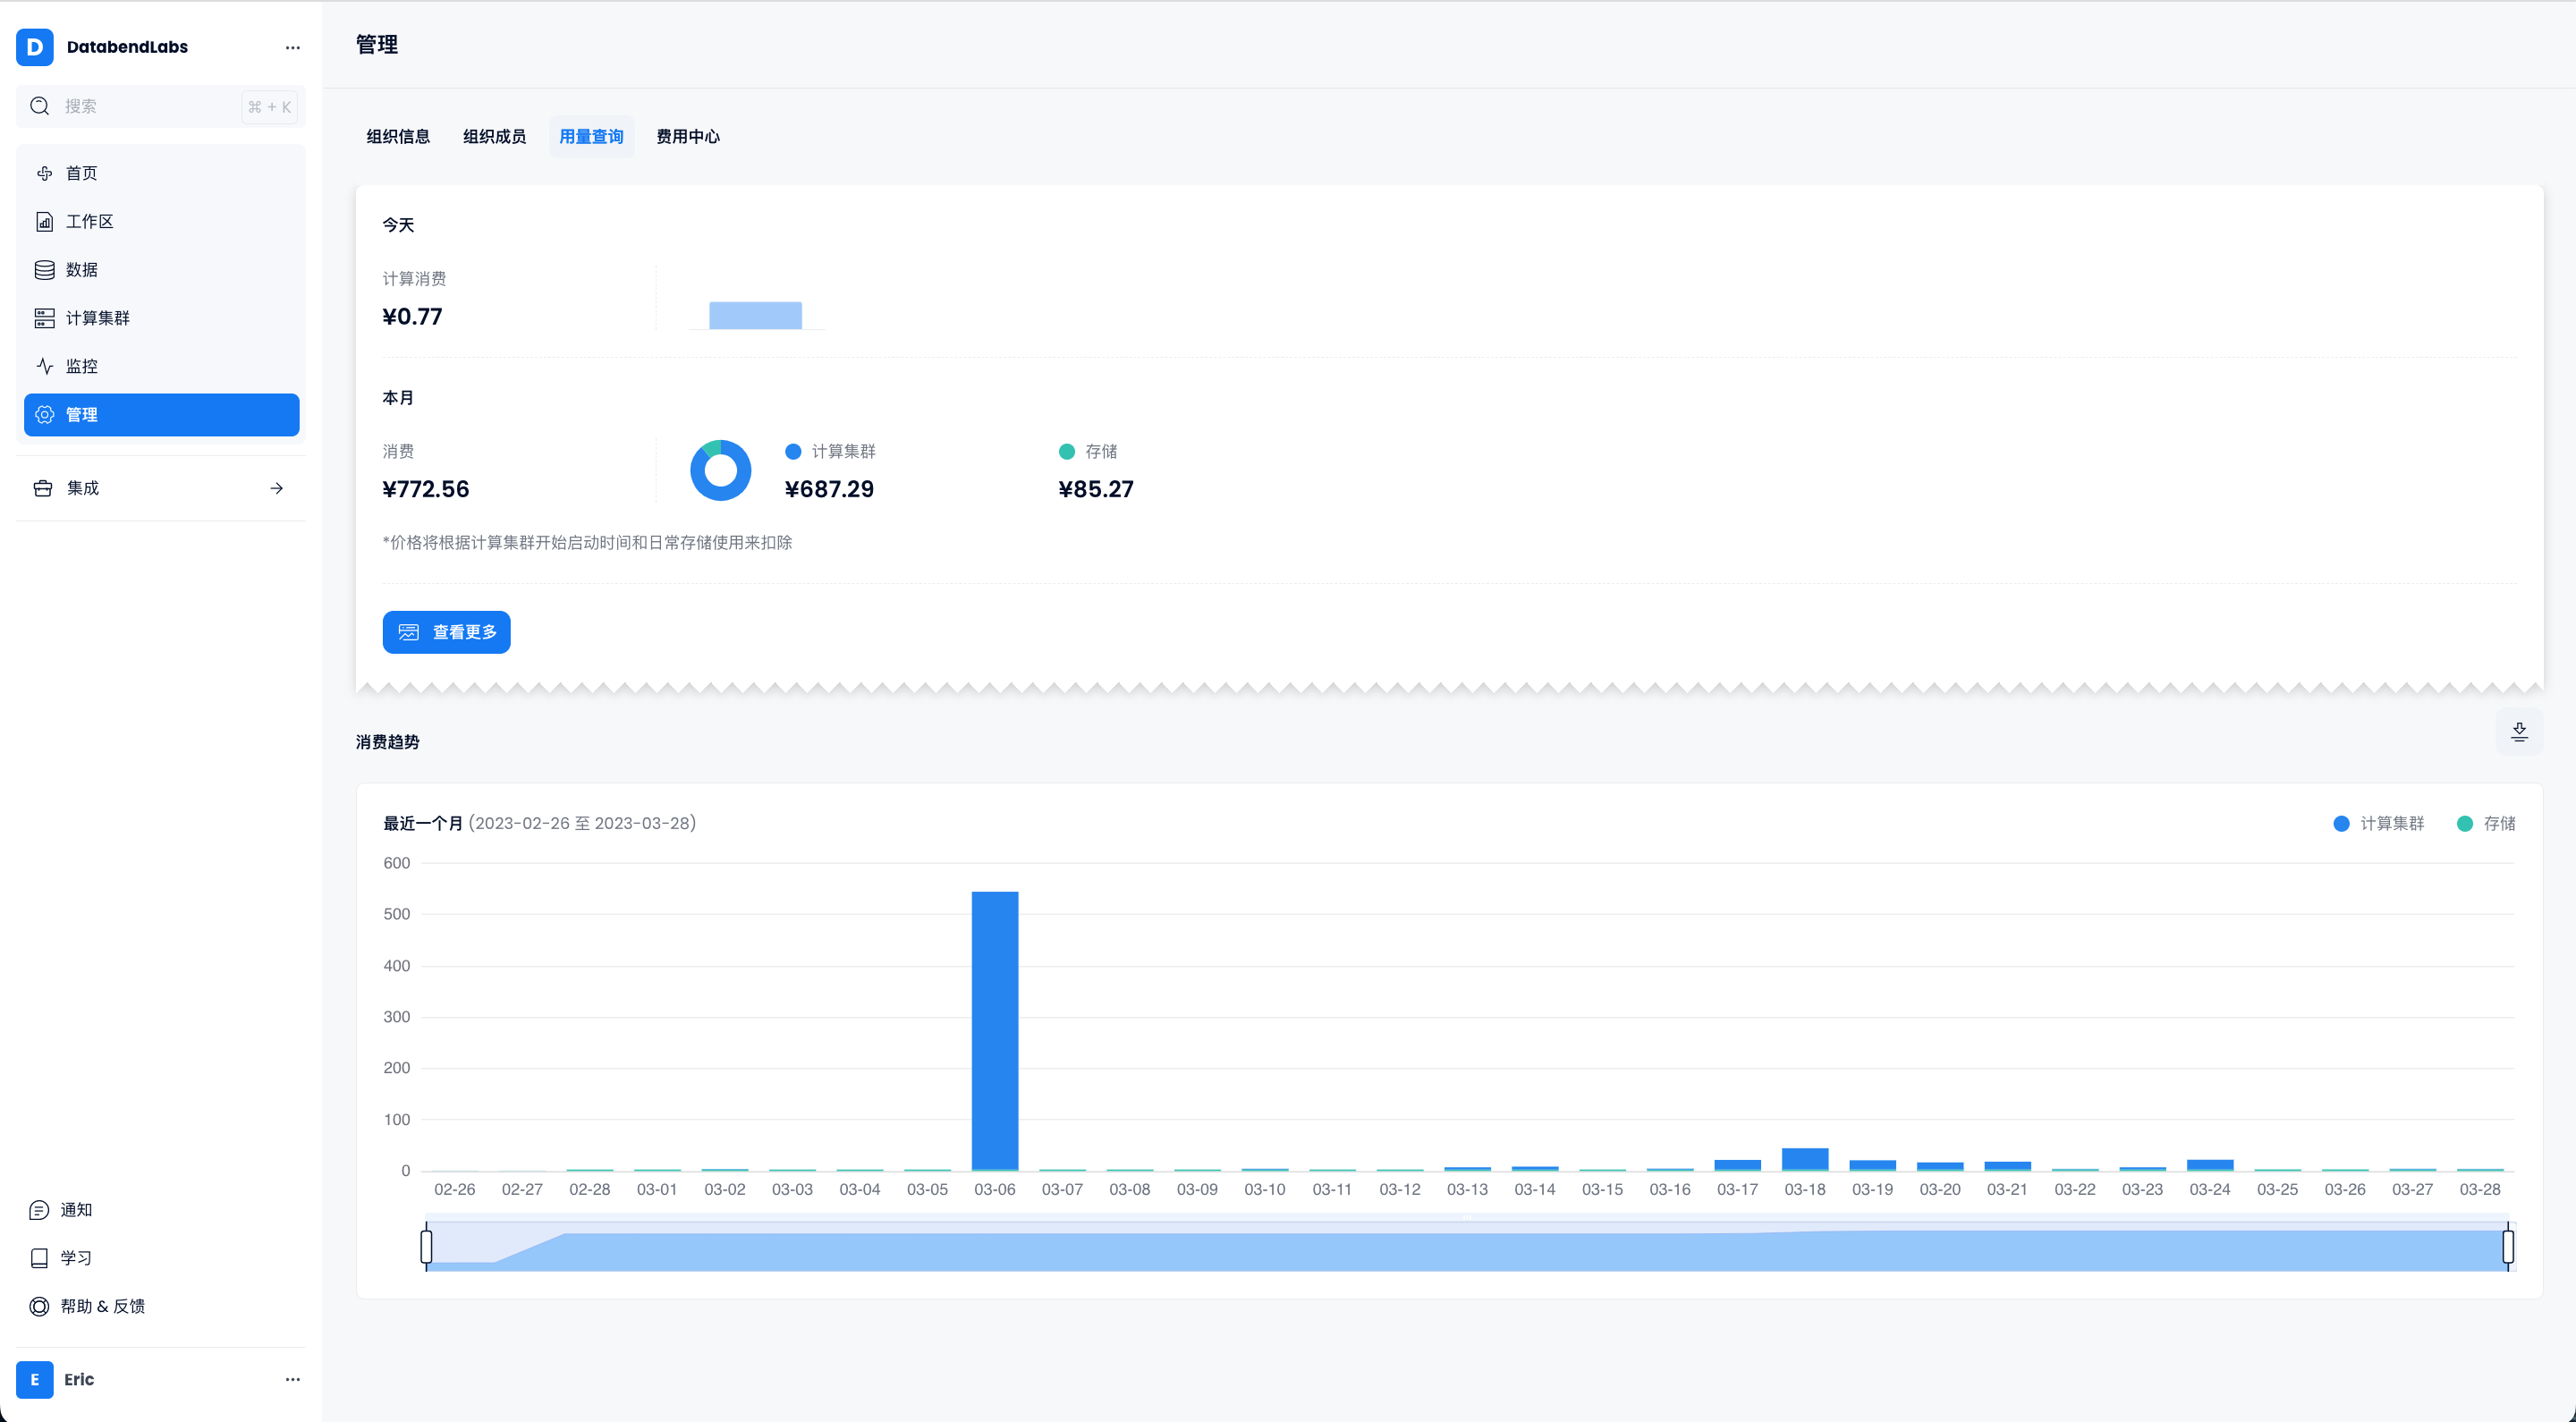 D DatabendLabs ···
搜索 ⌘ + K
首页
工作区
数据
计算集群
监控
管理
集成
通知
学习
帮助 & 反馈
E Eric ···
管理
组织信息 组织成员 用量查询 费用中心
今天
计算消费
¥0.77
本月
消费
¥772.56
计算集群
¥687.29
存储
¥85.27
*价格将根据计算集群开始启动时间和日常存储使用来扣除
查看更多
消费趋势
最近一个月 (2023-02-26 至 2023-03-28)
计算集群 存储
600
500
400
300
200
100
0
02-26 02-27 02-28 03-01 03-02 03-03 03-04 03-05 03-06 03-07 03-08 03-09 03-10 03-11 03-12 03-13 03-14 03-15 03-16 03-17 03-18 03-19 03-20 03-21 03-22 03-23 03-24 03-25 03-26 03-27 03-28